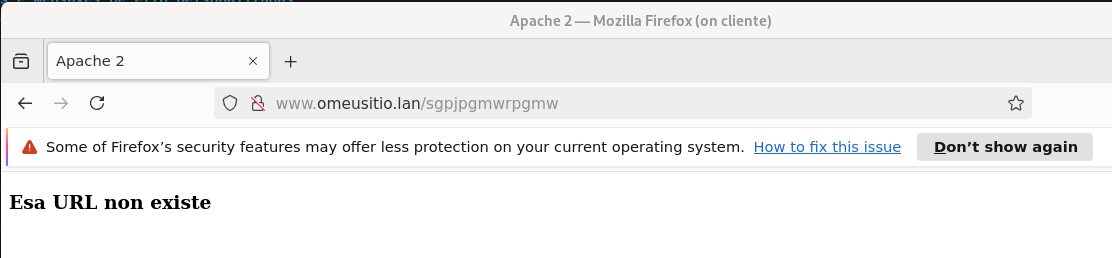 Apache 2 — Mozilla Firefox (on cliente)
Apache 2
www.omeusitio.lan/sgpjpgmwrpgmw
Some of Firefox’s security features may offer less protection on your current operating system. How to fix this issue Don’t show again
Esa URL non existe